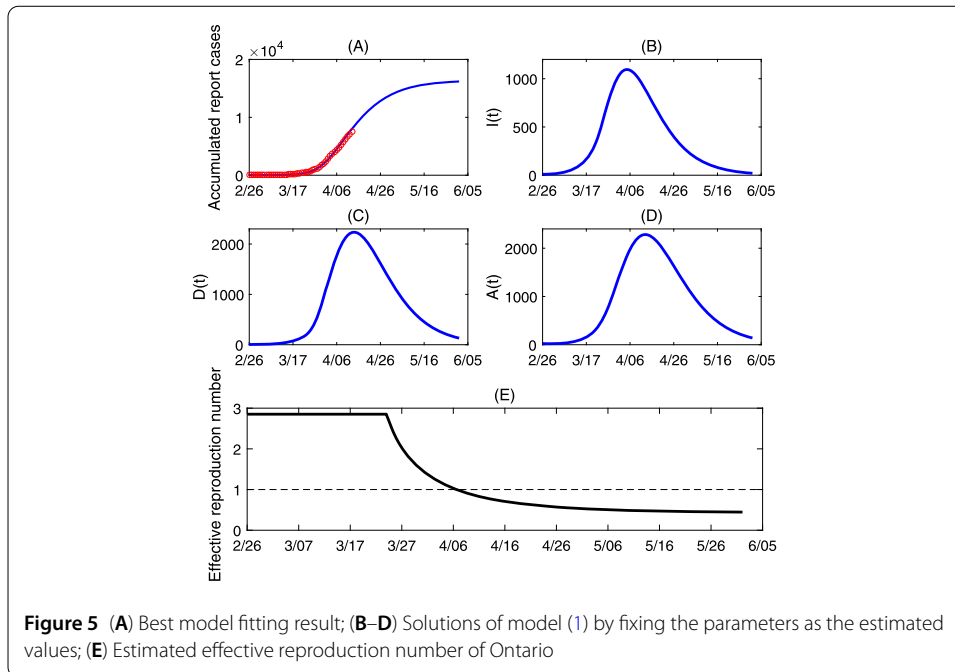 (A)
×10^4
Accumulated report cases
2
1
0
2/26 3/17 4/06 4/26 5/16 6/05
(B)
I(t)
1000
500
0
2/26 3/17 4/06 4/26 5/16 6/05
(C)
D(t)
2000
1000
0
2/26 3/17 4/06 4/26 5/16 6/05
(D)
A(t)
2000
1000
0
2/26 3/17 4/06 4/26 5/16 6/05
(E)
Effective reproduction number
3
2
1
0
2/26 3/07 3/17 3/27 4/06 4/16 4/26 5/06 5/16 5/26 6/05
Figure 5 (A) Best model fitting result; (B–D) Solutions of model (1) by fixing the parameters as the estimated
values; (E) Estimated effective reproduction number of Ontario